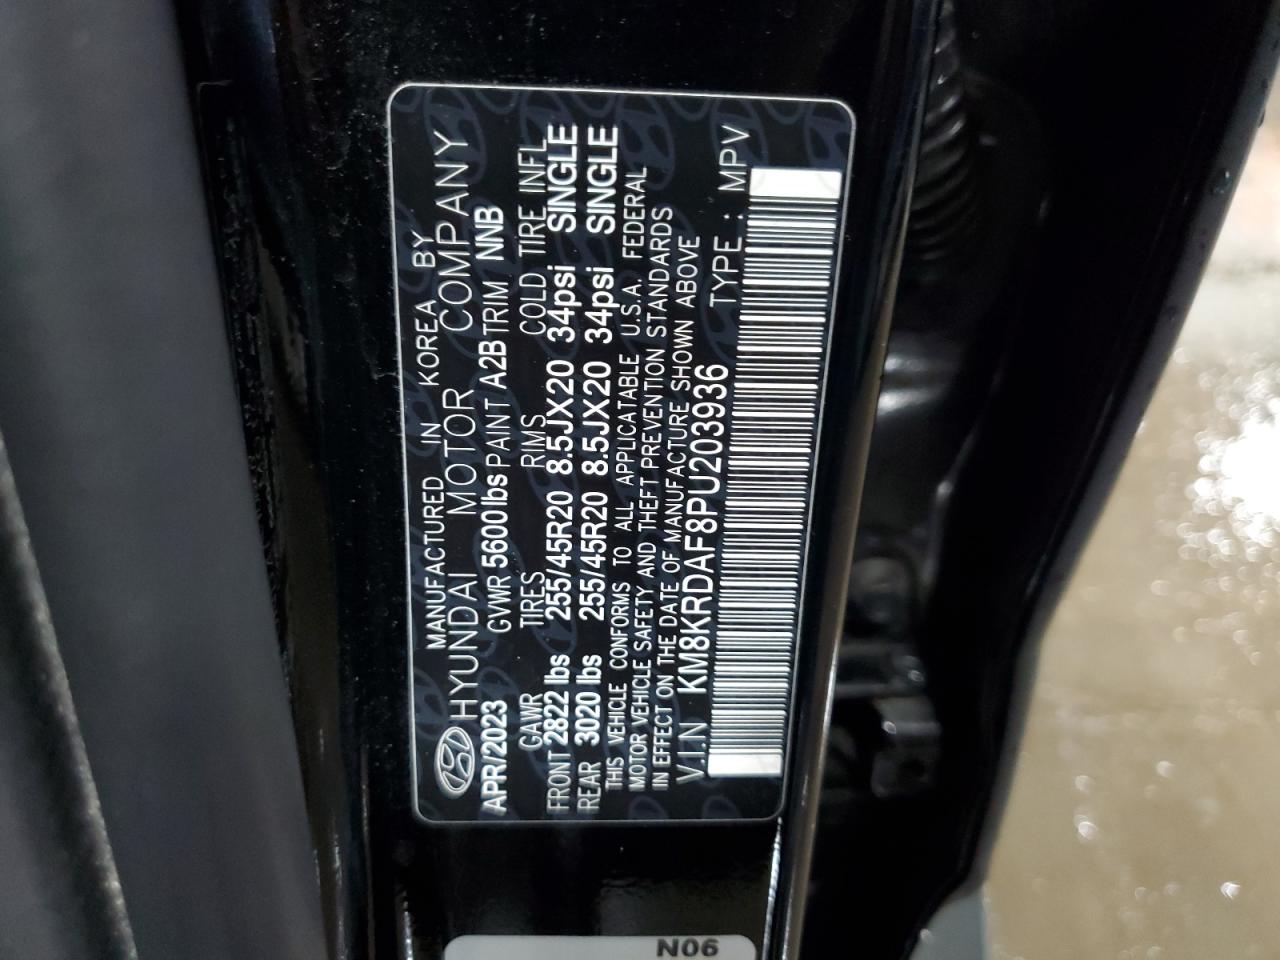 MANUFACTURED IN KOREA BY
HYUNDAI MOTOR COMPANY
APR/2023 GVWR 5600lbs PAINT A2B TRIM NNB
GAWR TIRES RIMS COLD TIRE INFL
FRONT 2822 lbs 255/45R20 8.5JX20 34psi SINGLE
REAR 3020 lbs 255/45R20 8.5JX20 34psi SINGLE
THIS VEHICLE CONFORMS TO ALL APPLICATABLE U.S.A. FEDERAL
MOTOR VEHICLE SAFETY AND THEFT PREVENTION STANDARDS
IN EFFECT ON THE DATE OF MANUFACTURE SHOWN ABOVE
V.I.N KM8KRDAF8PU203936 TYPE : MPV
N06